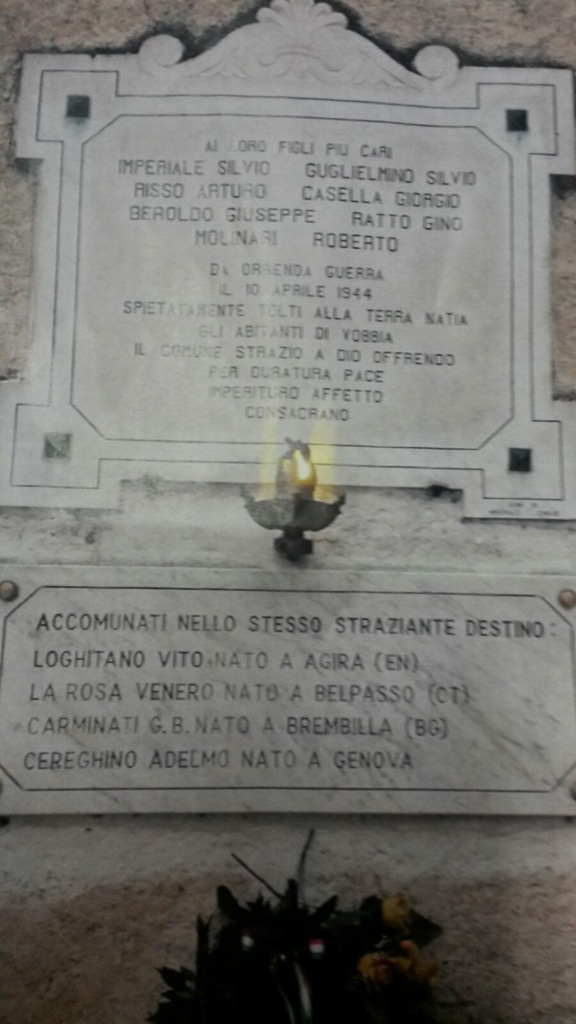 AI LORO FIGLI PIU CARI
IMPERIALE SILVIO GUGLIELMINO SILVIO
RISSO ARTURO CASELLA GIORGIO
BEROLDO GIUSEPPE RATTO GINO
MOLINARI ROBERTO
DA ORRENDA GUERRA
IL 10 APRILE 1944
SPIETATAMENTE TOLTI ALLA TERRA NATIA
GLI ABITANTI DI VOBBIA
IL COMUNE STRAZIO A DIO OFFRENDO
PER DURATURA PACE
IMPERITURO AFFETTO
CONSACRANO
ACCOMUNATI NELLO STESSO STRAZIANTE DESTINO:
LOGHITANO VITO NATO A AGIRA (EN)
LA ROSA VENERO NATO A BELPASSO (CT)
CARMINATI G.B. NATO A BREMBILLA (BG)
CEREGHINO ADELMO NATO A GENOVA